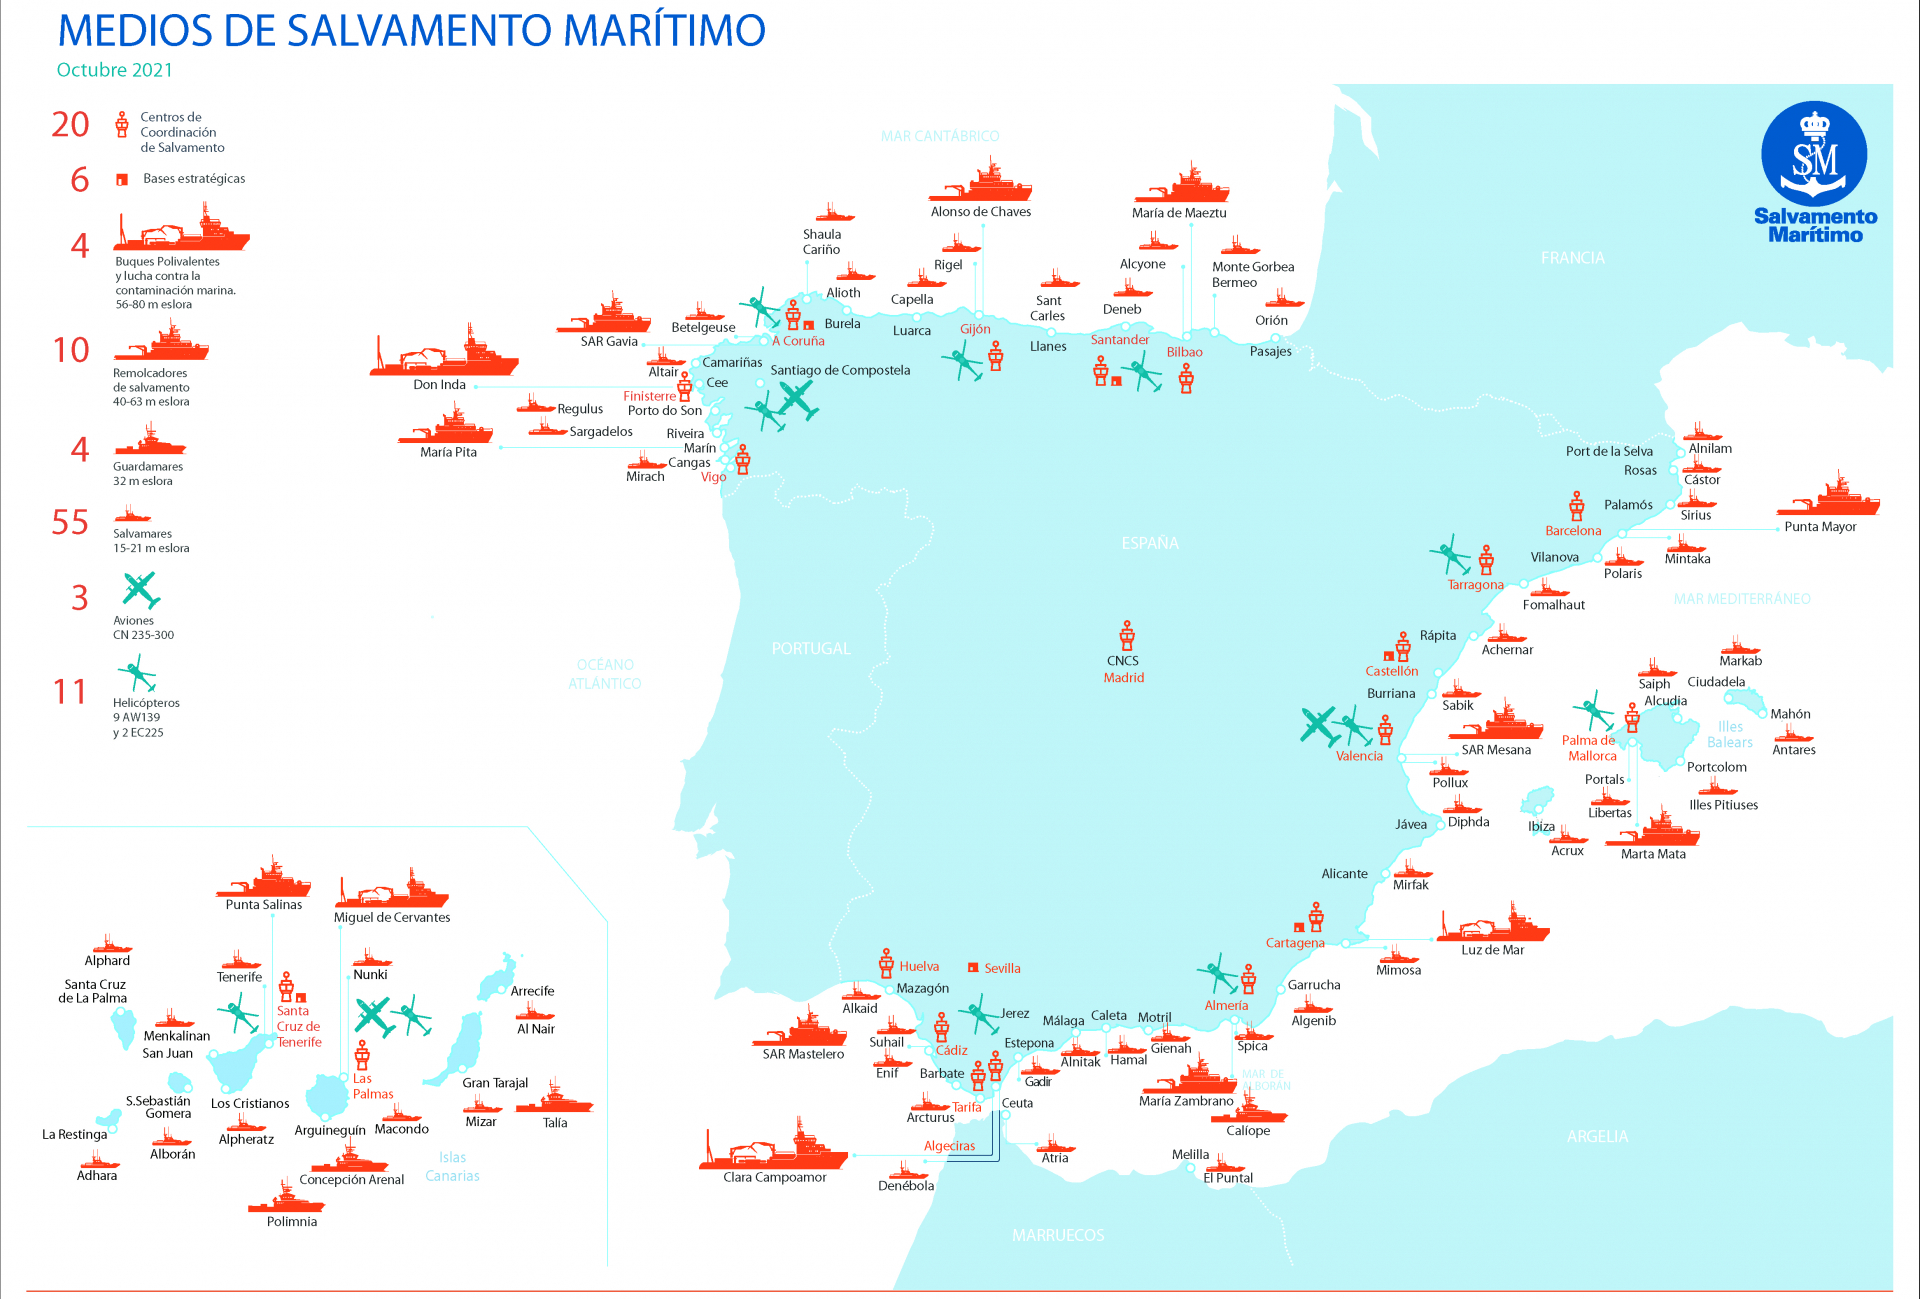 MEDIOS DE SALVAMENTO MARÍTIMO
Octubre 2021
20
Centros de
Coordinación
de Salvamento
6
Bases estratégicas
4
Buques Polivalentes
y lucha contra la
contaminación marina.
56-80 m eslora
10
Remolcadores
de salvamento
40-63 m eslora
4
Guardamares
32 m eslora
55
Salvamares
15-21 m eslora
3
Aviones
CN 235-300
11
Helicópteros
9 AW139
y 2 EC225
SM
Salvamento
Marítimo
MAR CANTÁBRICO
FRANCIA
ESPAÑA
PORTUGAL
OCÉANO
ATLÁNTICO
MAR MEDITERRÁNEO
Illes
Balears
MAR DE
ALBORÁN
ARGELIA
MARRUECOS
Islas
Canarias
Alonso de Chaves
María de Maeztu
Shaula
Cariño
Rigel
Alcyone
Monte Gorbea
Bermeo
Alioth
Capella
Sant
Carles
Deneb
Orión
SAR Gavia
Betelgeuse
A Coruña
Burela
Luarca
Gijón
Llanes
Santander
Bilbao
Pasajes
Don Inda
Altair
Camariñas
Cee
Santiago de Compostela
Finisterre
Porto do Son
Regulus
Sargadelos
Riveira
María Pita
Marín
Cangas
Mirach
Vigo
Port de la Selva
Alnilam
Rosas
Cástor
Palamós
Sirius
Punta Mayor
Barcelona
Mintaka
Vilanova
Polaris
Tarragona
Fomalhaut
Rápita
Achernar
CNCS
Madrid
Castellón
Burriana
Sabik
SAR Mesana
Valencia
Pollux
Jávea
Diphda
Alicante
Mirfak
Markab
Saiph
Ciudadela
Alcudia
Mahón
Antares
Palma de
Mallorca
Portcolom
Portals
Illes Pitiuses
Libertas
Ibiza
Acrux
Marta Mata
Cartagena
Luz de Mar
Mimosa
Garrucha
Algenib
Almería
Spica
Huelva
Sevilla
Mazagón
Alkaid
SAR Mastelero
Suhail
Enif
Cádiz
Jerez
Estepona
Málaga
Caleta
Motril
Gienah
Hamal
Alnitak
Gadir
Barbate
Arcturus
Tarifa
Ceuta
María Zambrano
Calíope
Algeciras
Clara Campoamor
Denébola
Atria
Melilla
El Puntal
Punta Salinas
Miguel de Cervantes
Alphard
Tenerife
Nunki
Santa Cruz
de La Palma
Arrecife
Al Nair
Menkalinan
San Juan
Santa
Cruz de
Tenerife
Las
Palmas
Gran Tarajal
S.Sebastián
Gomera
Los Cristianos
Mizar
Talía
La Restinga
Alborán
Alpheratz
Arguineguín
Macondo
Adhara
Concepción Arenal
Polimnia